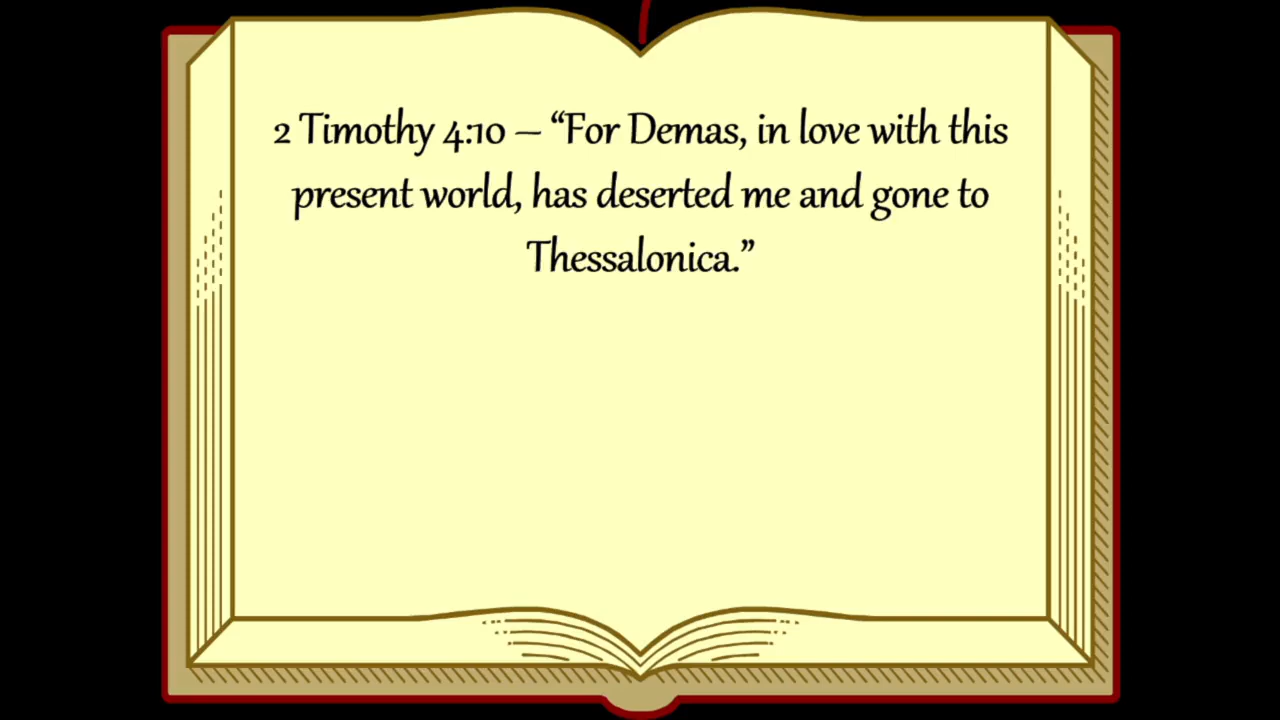 2 Timothy 4:10 – “For Demas, in love with this
present world, has deserted me and gone to
Thessalonica.”